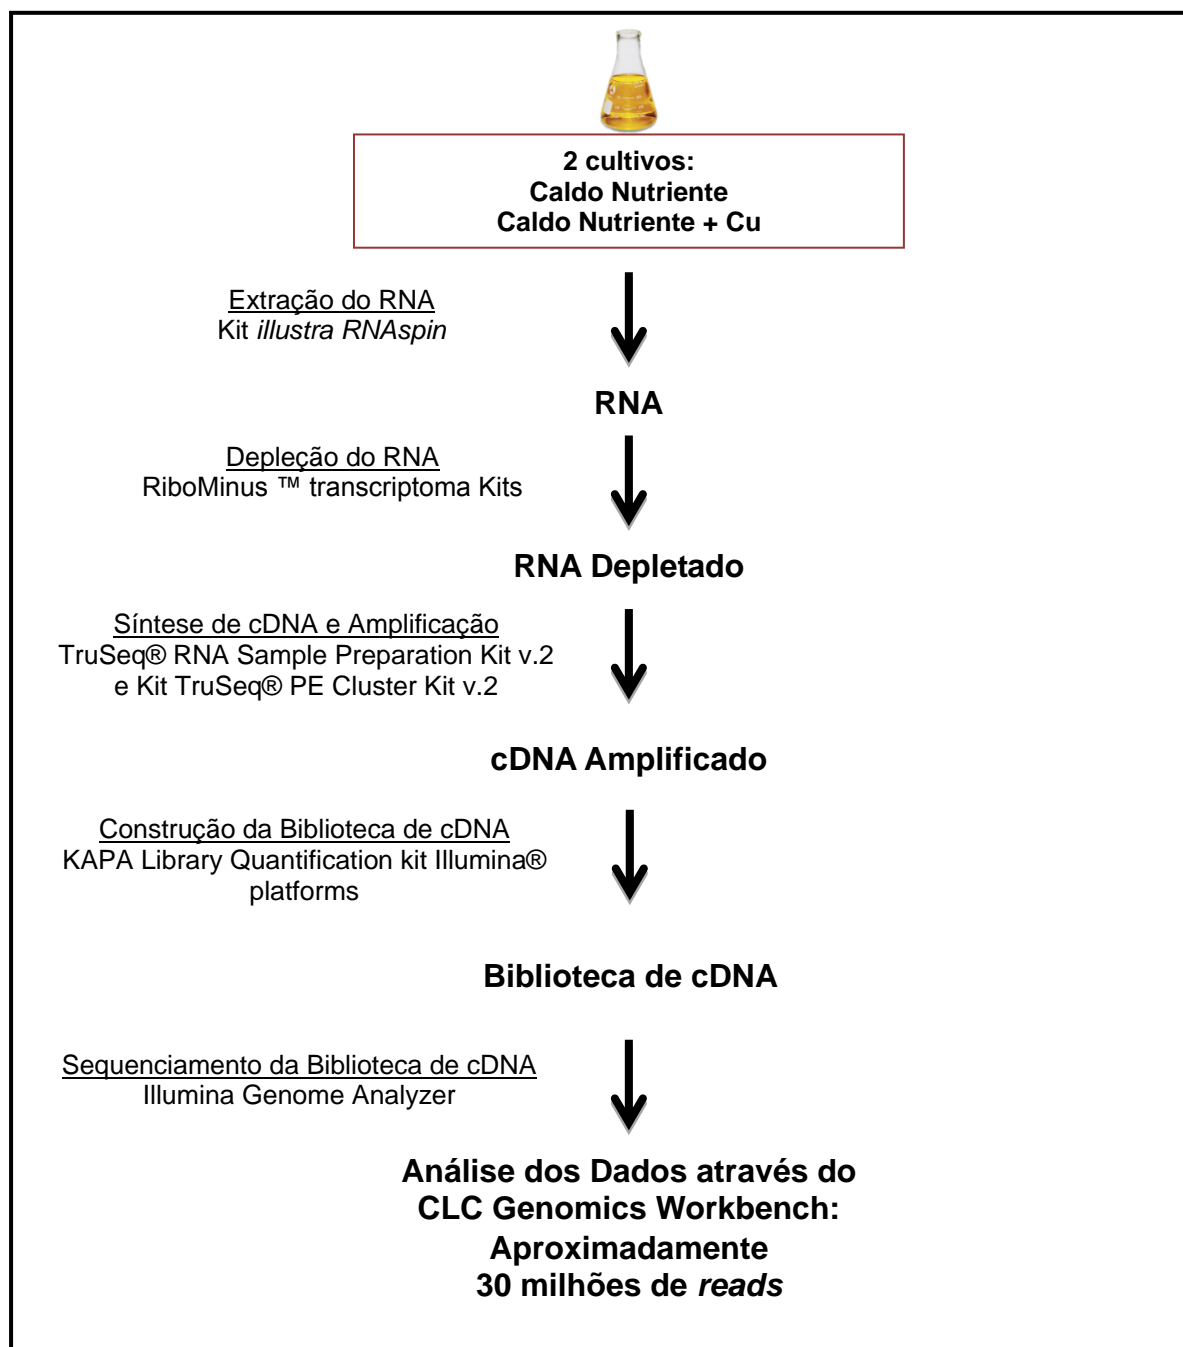 2 cultivos:
Caldo Nutriente
Caldo Nutriente + Cu
Extração do RNA
Kit illustra RNAspin
RNA
Depleção do RNA
RiboMinus ™ transcriptoma Kits
RNA Depletado
Síntese de cDNA e Amplificação
TruSeq® RNA Sample Preparation Kit v.2
e Kit TruSeq® PE Cluster Kit v.2
cDNA Amplificado
Construção da Biblioteca de cDNA
KAPA Library Quantification kit Illumina®
platforms
Biblioteca de cDNA
Sequenciamento da Biblioteca de cDNA
Illumina Genome Analyzer
Análise dos Dados através do
CLC Genomics Workbench:
Aproximadamente
30 milhões de reads